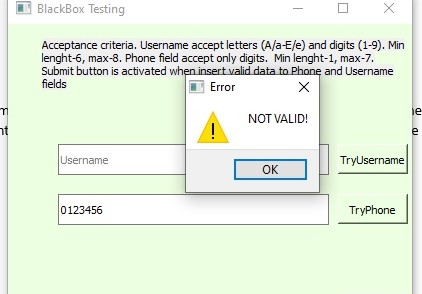 BlackBox Testing
Acceptance criteria. Username accept letters (A/a-E/e) and digits (1-9). Min
lenght-6, max-8. Phone field accept only digits.  Min lenght-1, max-7.
Submit button is activated when insert valid data to Phone and Username
fields
Error
NOT VALID!
OK
Username
TryUsername
0123456
TryPhone